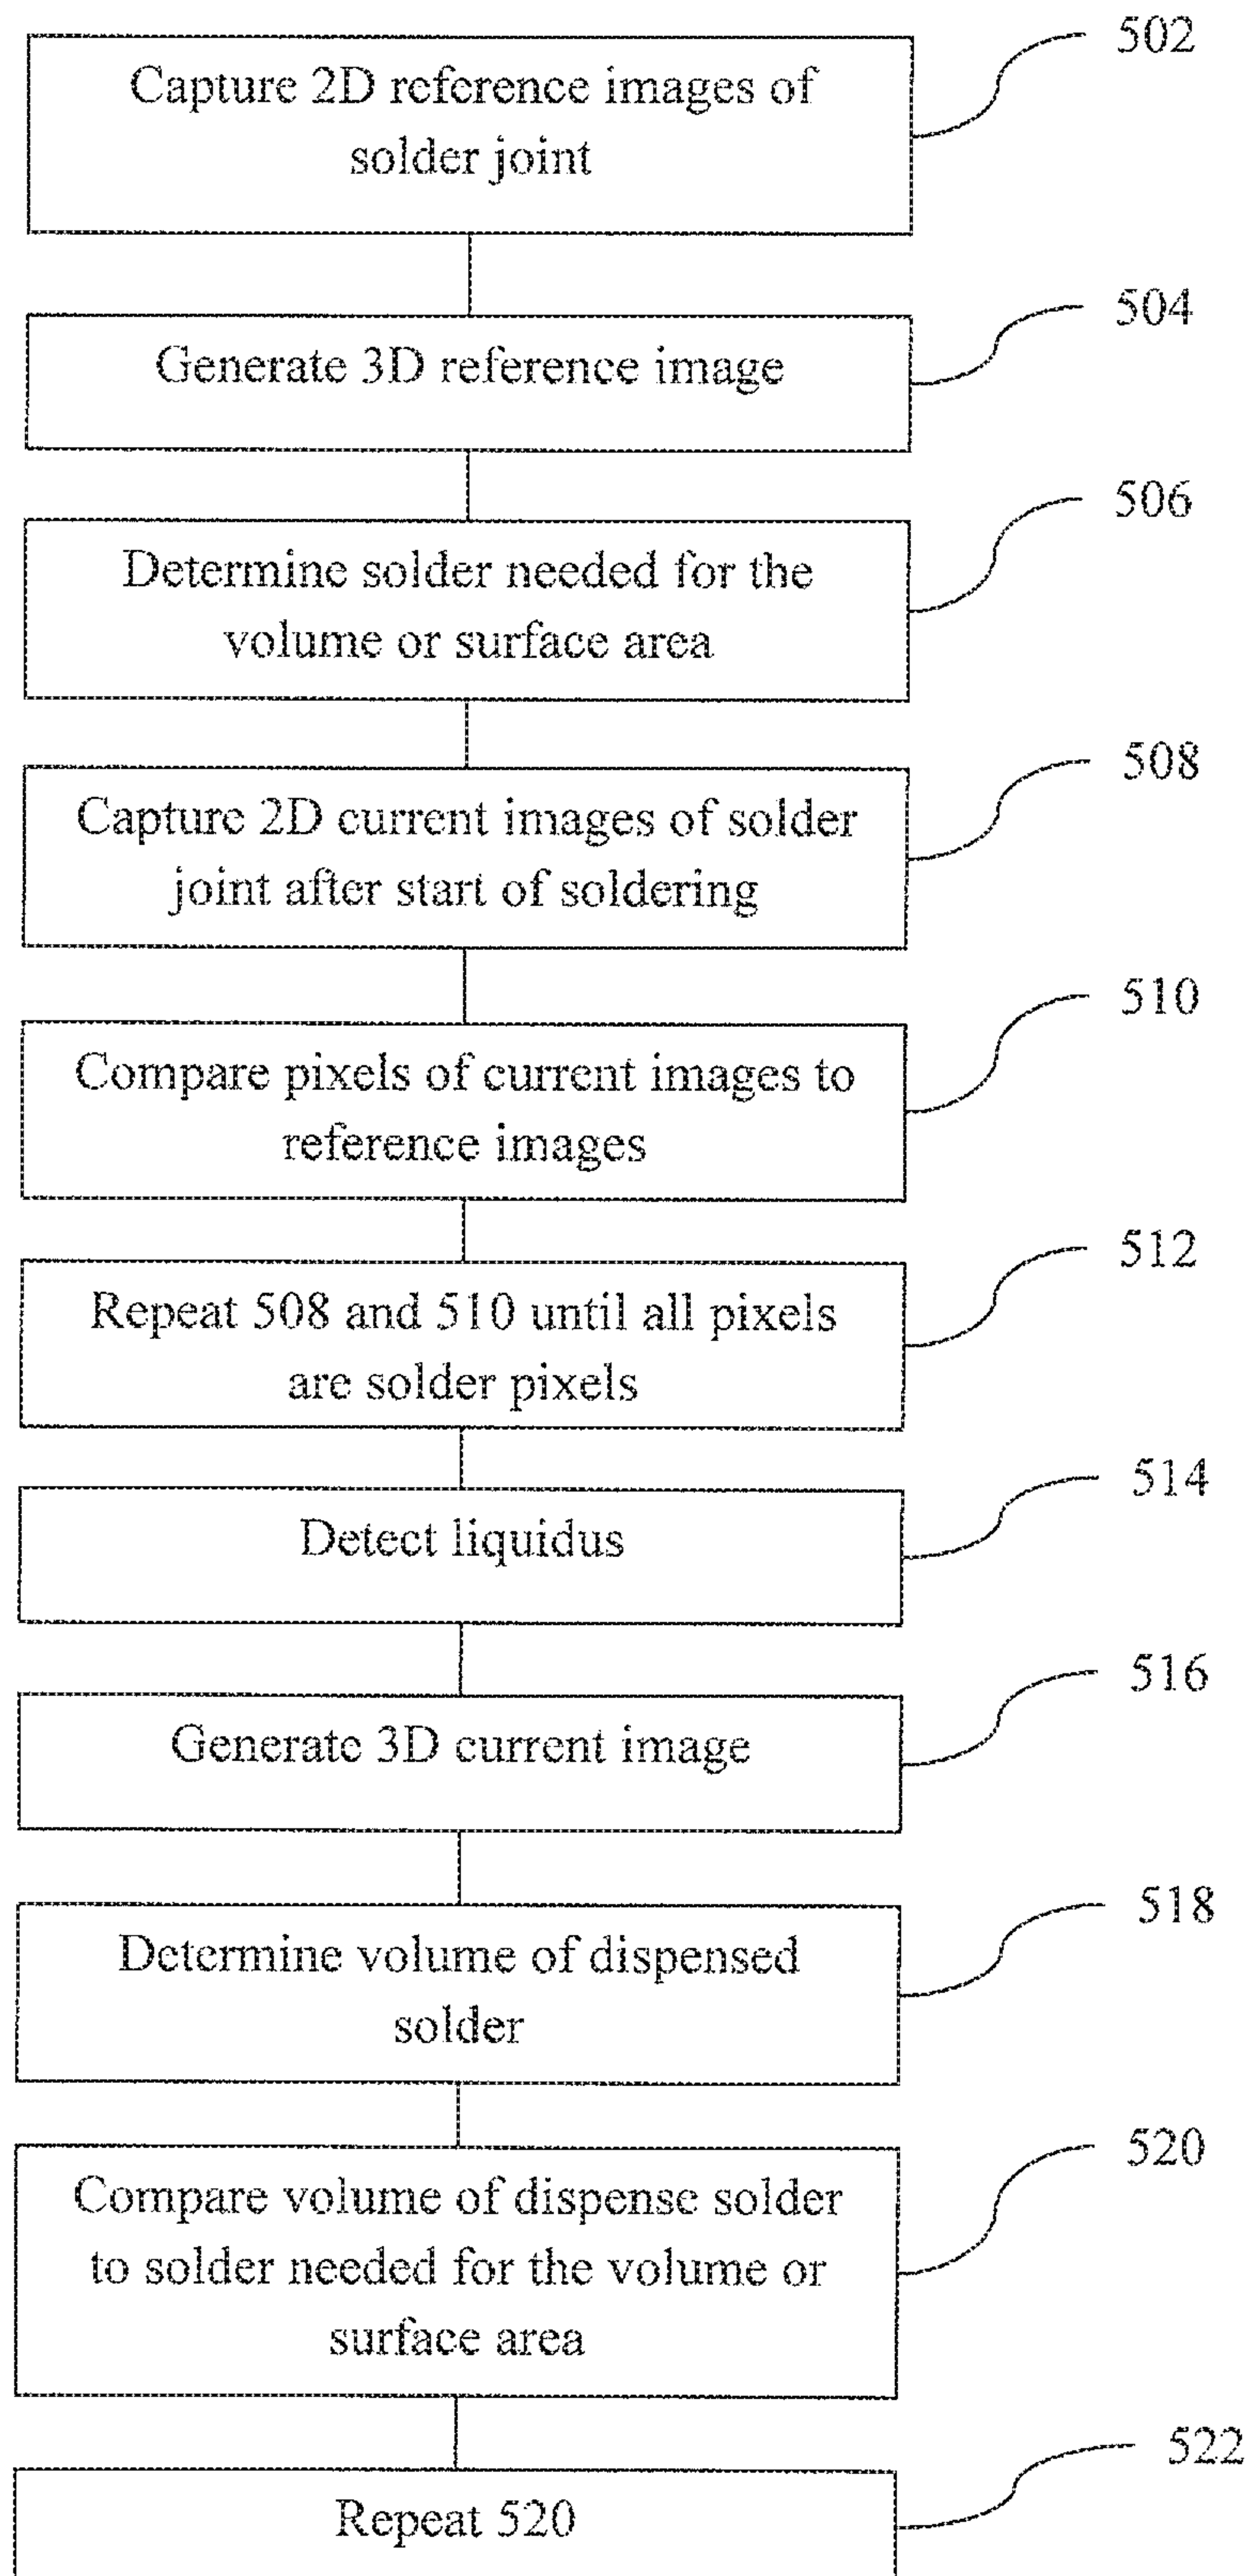 502
Capture 2D reference images of
solder joint
504
Generate 3D reference image
506
Determine solder needed for the
volume or surface area
508
Capture 2D current images of solder
joint after start of soldering
510
Compare pixels of current images to
reference images
512
Repeat 508 and 510 until all pixels
are solder pixels
514
Detect liquidus
516
Generate 3D current image
518
Determine volume of dispensed
solder
520
Compare volume of dispense solder
to solder needed for the volume or
surface area
522
Repeat 520